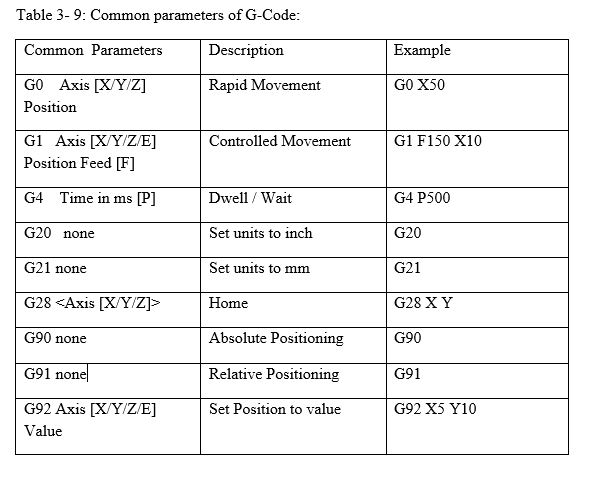 Table 3- 9: Common parameters of G-Code:
Common  Parameters Description Example
G0    Axis [X/Y/Z] Rapid Movement G0 X50
Position
G1   Axis [X/Y/Z/E] Controlled Movement G1 F150 X10
Position Feed [F]
G4    Time in ms [P] Dwell / Wait G4 P500
G20   none Set units to inch G20
G21 none Set units to mm G21
G28 <Axis [X/Y/Z]> Home G28 X Y
G90 none Absolute Positioning G90
G91 none Relative Positioning G91
G92 Axis [X/Y/Z/E] Set Position to value G92 X5 Y10
Value